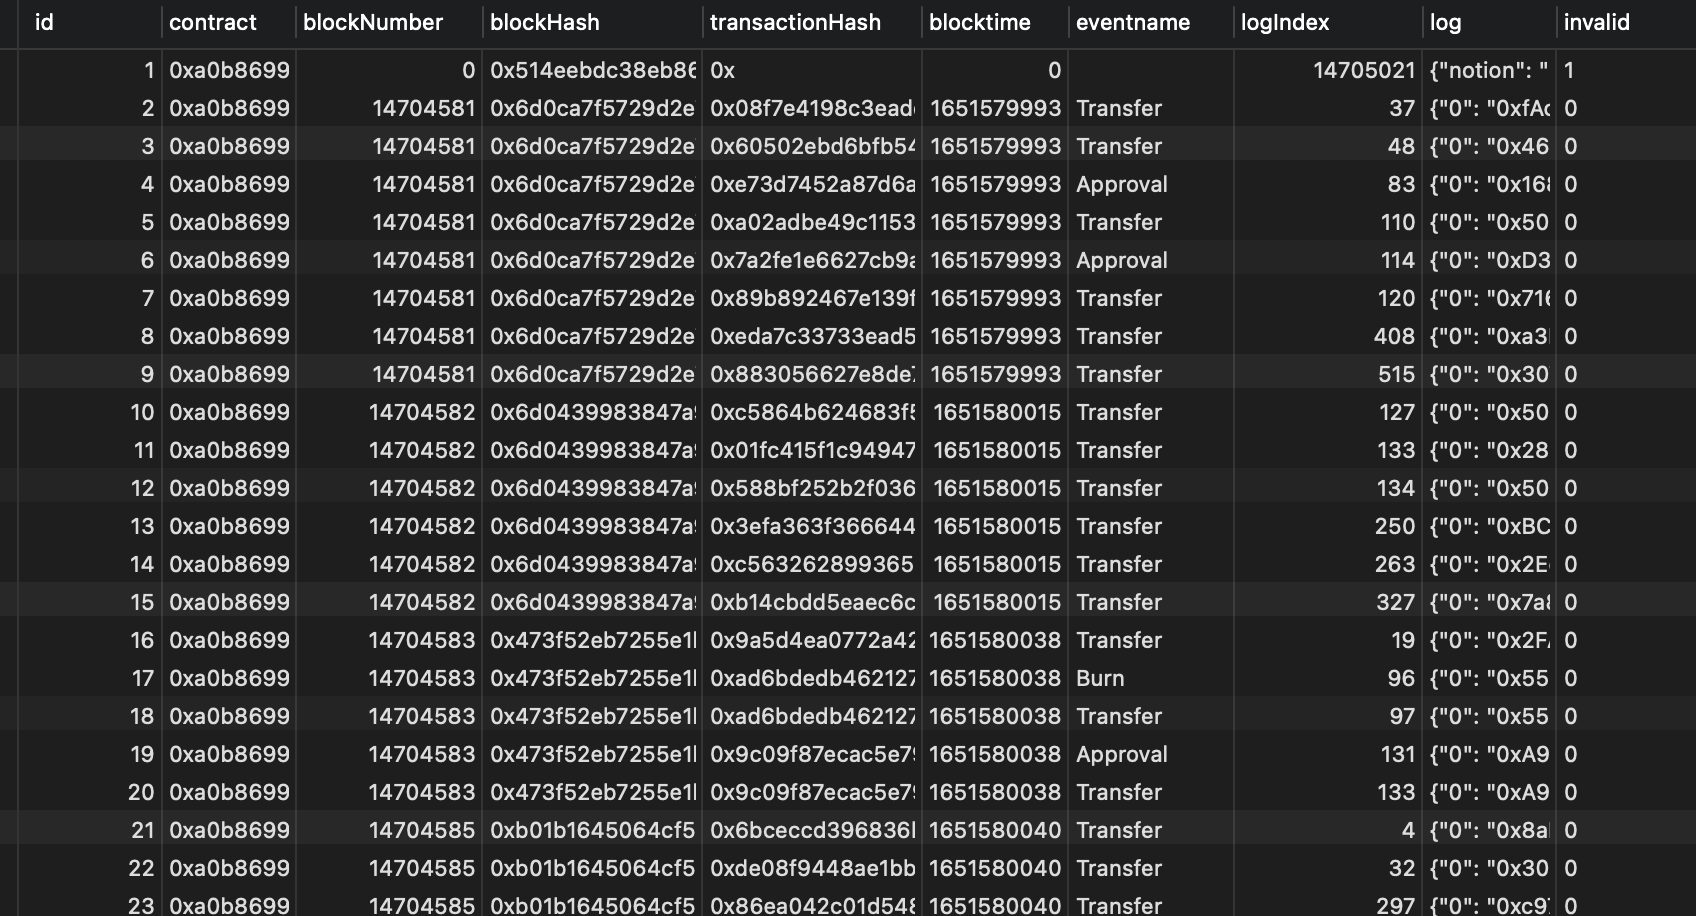 id contract blockNumber blockHash transactionHash blocktime eventname logIndex log invalid
1 0xa0b8699 0 0x514eebdc38eb86 0x 0 14705021 {"notion": " 1
2 0xa0b8699 14704581 0x6d0ca7f5729d2e 0x08f7e4198c3ead 1651579993 Transfer 37 {"0": "0xfA 0
3 0xa0b8699 14704581 0x6d0ca7f5729d2e 0x60502ebd6bfb54 1651579993 Transfer 48 {"0": "0x46 0
4 0xa0b8699 14704581 0x6d0ca7f5729d2e 0xe73d7452a87d6a 1651579993 Approval 83 {"0": "0x168 0
5 0xa0b8699 14704581 0x6d0ca7f5729d2e 0xa02adbe49c1153 1651579993 Transfer 110 {"0": "0x50 0
6 0xa0b8699 14704581 0x6d0ca7f5729d2e 0x7a2fe1e6627cb9a 1651579993 Approval 114 {"0": "0xD3 0
7 0xa0b8699 14704581 0x6d0ca7f5729d2e 0x89b892467e139f 1651579993 Transfer 120 {"0": "0x716 0
8 0xa0b8699 14704581 0x6d0ca7f5729d2e 0xeda7c33733ead5 1651579993 Transfer 408 {"0": "0xa3 0
9 0xa0b8699 14704581 0x6d0ca7f5729d2e 0x883056627e8de 1651579993 Transfer 515 {"0": "0x30 0
10 0xa0b8699 14704582 0x6d0439983847a 0xc5864b624683f5 1651580015 Transfer 127 {"0": "0x50 0
11 0xa0b8699 14704582 0x6d0439983847a 0x01fc415f1c94947 1651580015 Transfer 133 {"0": "0x28 0
12 0xa0b8699 14704582 0x6d0439983847a 0x588bf252b2f036 1651580015 Transfer 134 {"0": "0x50 0
13 0xa0b8699 14704582 0x6d0439983847a 0x3efa363f366644 1651580015 Transfer 250 {"0": "0xBC 0
14 0xa0b8699 14704582 0x6d0439983847a 0xc563262899365 1651580015 Transfer 263 {"0": "0x2E 0
15 0xa0b8699 14704582 0x6d0439983847a 0xb14cbdd5eaec6c 1651580015 Transfer 327 {"0": "0x7a8 0
16 0xa0b8699 14704583 0x473f52eb7255e1 0x9a5d4ea0772a42 1651580038 Transfer 19 {"0": "0x2F 0
17 0xa0b8699 14704583 0x473f52eb7255e1 0xad6bdedb462127 1651580038 Burn 96 {"0": "0x55 0
18 0xa0b8699 14704583 0x473f52eb7255e1 0xad6bdedb462127 1651580038 Transfer 97 {"0": "0x55 0
19 0xa0b8699 14704583 0x473f52eb7255e1 0x9c09f87ecac5e79 1651580038 Approval 131 {"0": "0xA9 0
20 0xa0b8699 14704583 0x473f52eb7255e1 0x9c09f87ecac5e79 1651580038 Transfer 133 {"0": "0xA9 0
21 0xa0b8699 14704585 0xb01b1645064cf5 0x6bceccd396836 1651580040 Transfer 4 {"0": "0x8a 0
22 0xa0b8699 14704585 0xb01b1645064cf5 0xde08f9448ae1bb 1651580040 Transfer 32 {"0": "0x30 0
23 0xa0b8699 14704585 0xb01b1645064cf5 0x86ea042c01d548 1651580040 Transfer 297 {"0": "0xc9 0